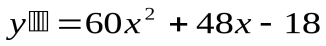 y = 60x² + 48x − 18